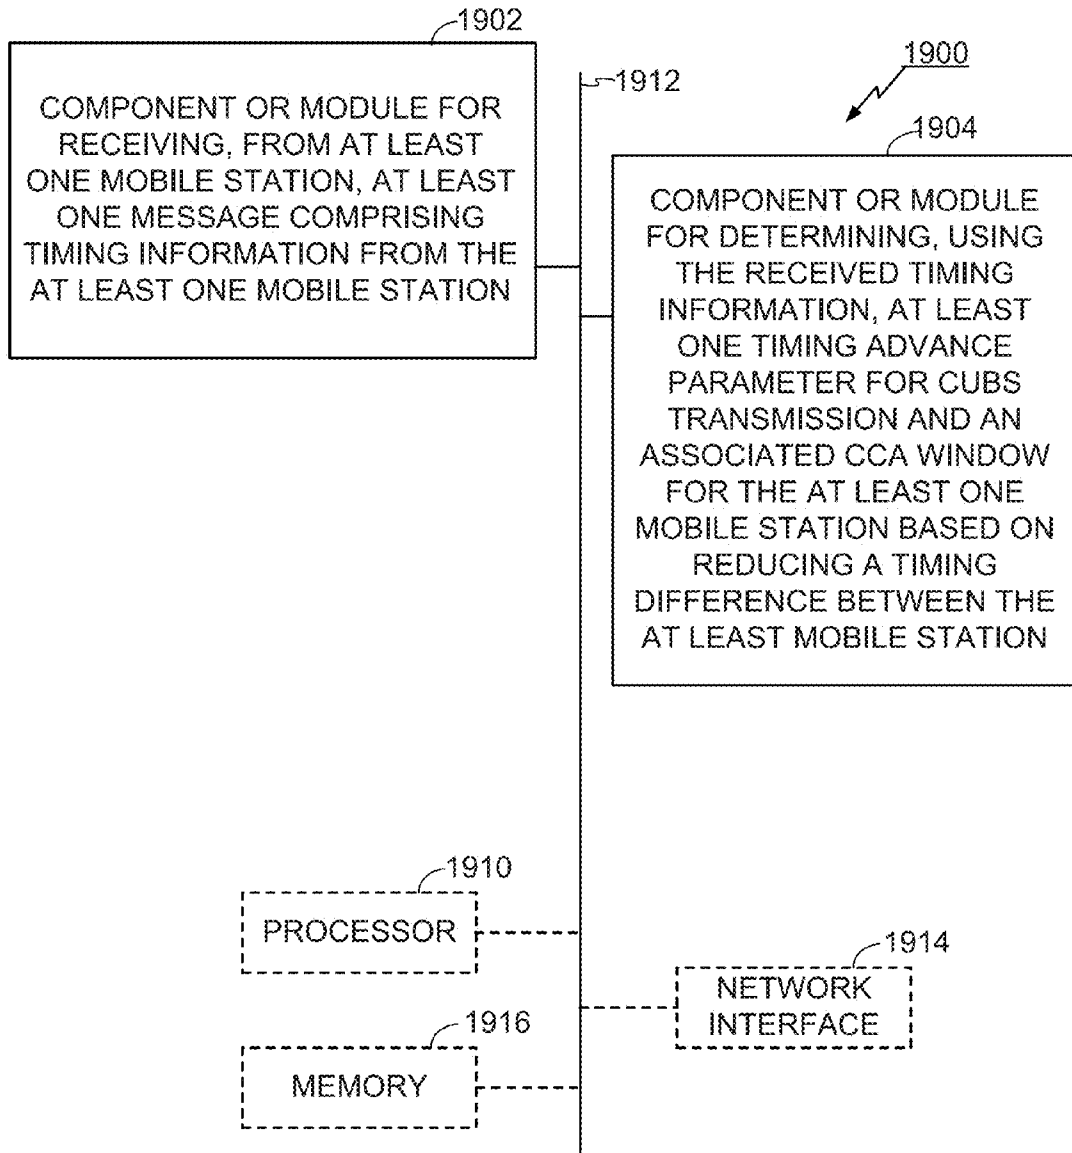 1902
COMPONENT OR MODULE FOR
RECEIVING, FROM AT LEAST
ONE MOBILE STATION, AT LEAST
ONE MESSAGE COMPRISING
TIMING INFORMATION FROM THE
AT LEAST ONE MOBILE STATION
1912
1900
1904
COMPONENT OR MODULE
FOR DETERMINING, USING
THE RECEIVED TIMING
INFORMATION, AT LEAST
ONE TIMING ADVANCE
PARAMETER FOR CUBS
TRANSMISSION AND AN
ASSOCIATED CCA WINDOW
FOR THE AT LEAST ONE
MOBILE STATION BASED ON
REDUCING A TIMING
DIFFERENCE BETWEEN THE
AT LEAST MOBILE STATION
1910
PROCESSOR
1914
NETWORK
INTERFACE
1916
MEMORY